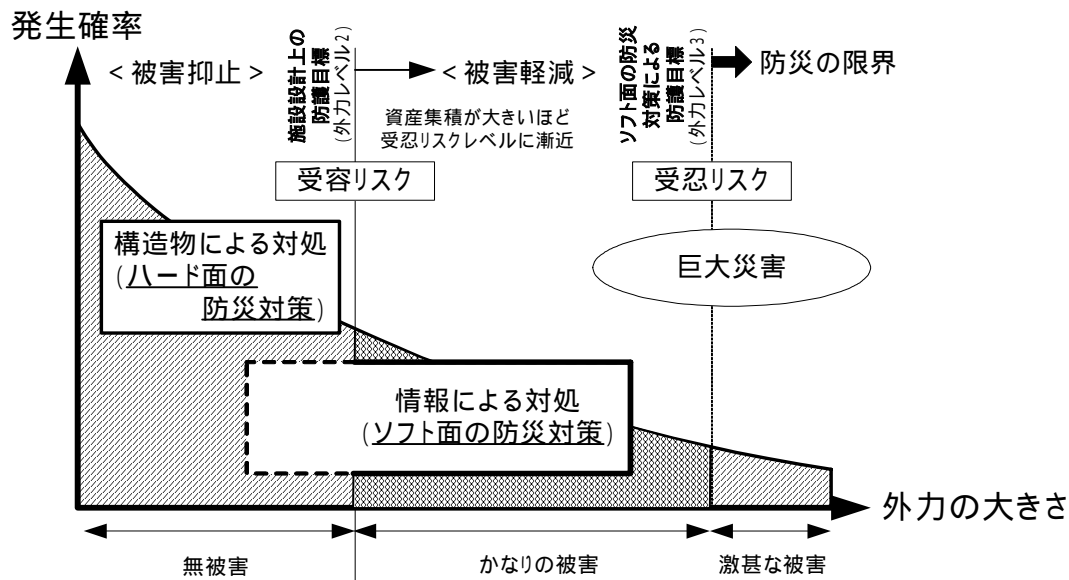 発生確率
<被害抑止>
施設設計上の
防護目標
(外力レベル2)
<被害軽減>
資産集積が大きいほど
受忍リスクレベルに漸近
ソフト面の防災
対策による
防護目標
(外力レベル3)
防災の限界
受容リスク
受忍リスク
構造物による対処
(ハード面の
防災対策)
巨大災害
情報による対処
(ソフト面の防災対策)
外力の大きさ
無被害
かなりの被害
激甚な被害